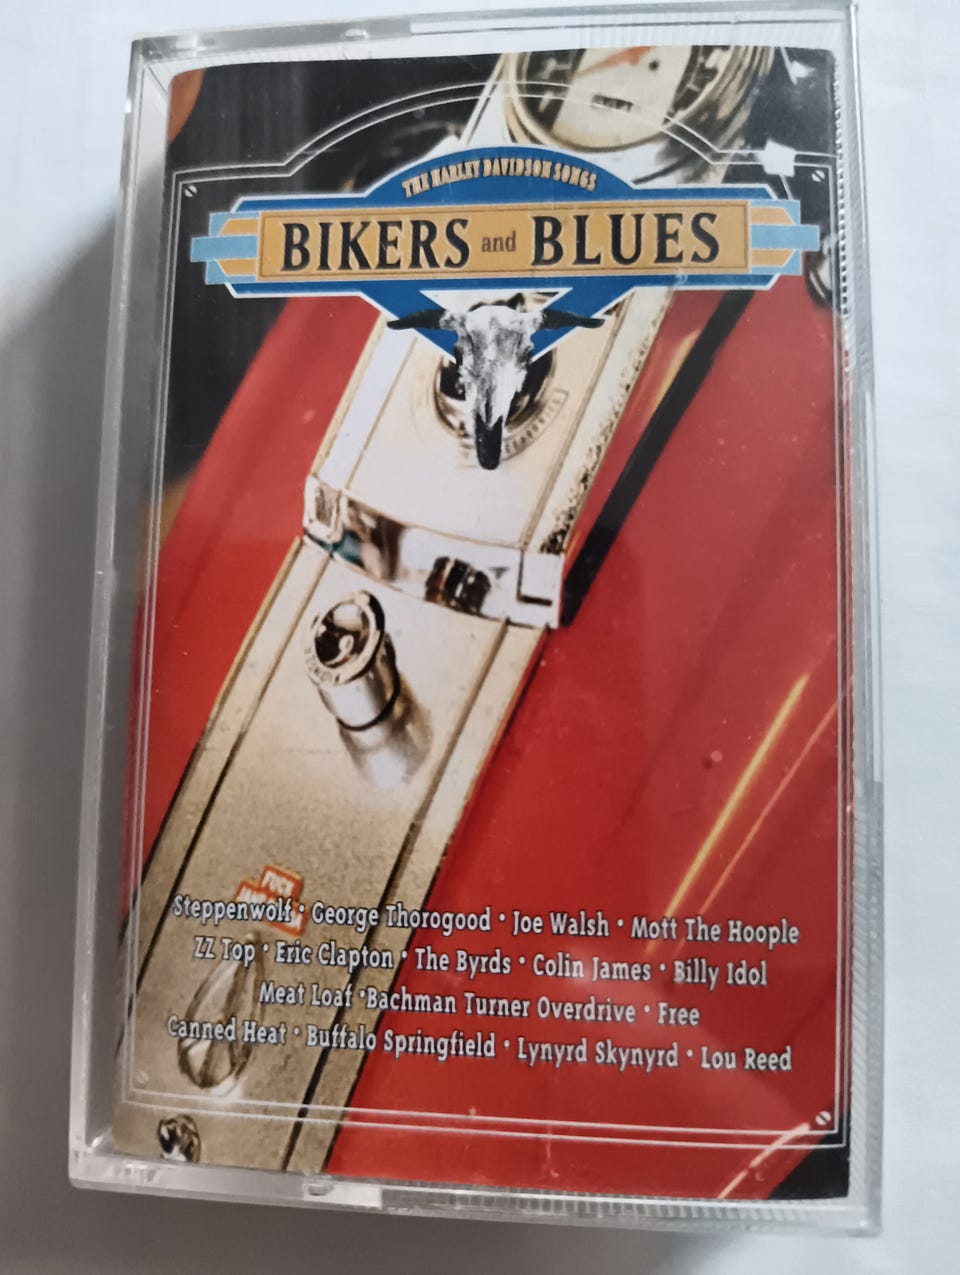 THE HARLEY DAVIDSON SONGS
BIKERS and BLUES
FUCK
Steppenwolf • George Thorogood • Joe Walsh • Mott The Hoople
ZZ Top • Eric Clapton • The Byrds • Colin James • Billy Idol
Meat Loaf • Bachman Turner Overdrive • Free
Canned Heat • Buffalo Springfield • Lynyrd Skynyrd • Lou Reed